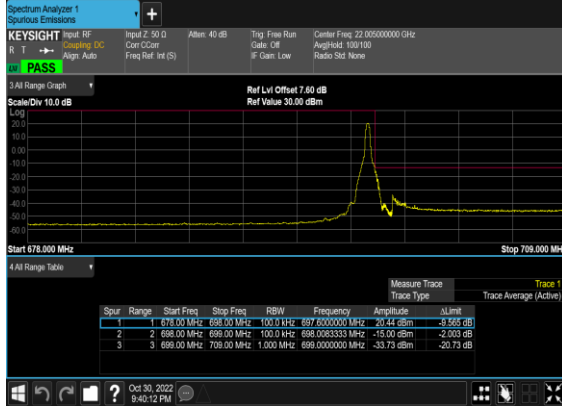 Spectrum Analyzer 1
Spurious Emissions
+
KEYSIGHT Input: RF Input Z: 50 Ω Atten: 40 dB Trig: Free Run Center Freq: 22.005000000 GHz
R T Coupling: DC Corr CCorr Gate: Off Avg|Hold: 100/100
Align: Auto Freq Ref: Int (S) IF Gain: Low Radio Std: None
PASS
3 All Range Graph
Ref Lvl Offset 7.60 dB
Scale/Div 10.0 dB Ref Value 30.00 dBm
Log
20.0
10.0
0.00
-10.0
-20.0
-30.0
-40.0
-50.0
-60.0
Start 678.000 MHz Stop 709.000 MH
4 All Range Table
Measure Trace Trace 1
Trace Type Trace Average (Active)
Spur Range Start Freq Stop Freq RBW Frequency Amplitude ΔLimit
1 1 678.00 MHz 698.00 MHz 100.0 kHz 697.6000000 MHz 20.44 dBm -9.565 dB
2 2 698.00 MHz 699.00 MHz 100.0 kHz 698.0083333 MHz -15.00 dBm -2.003 dB
3 3 699.00 MHz 709.00 MHz 1.000 MHz 699.0000000 MHz -33.73 dBm -20.73 dB
?
Oct 30, 2022
9:40:12 PM